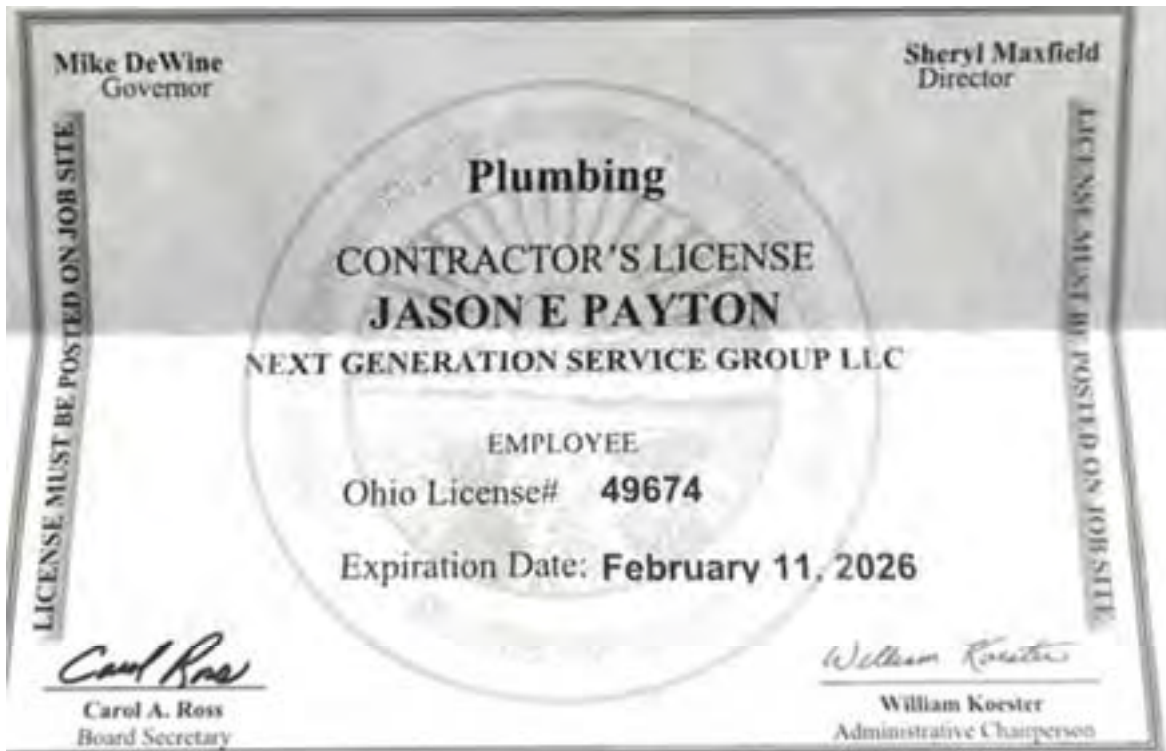 Mike DeWine
Governor
Sheryl Maxfield
Director
LICENSE MUST BE POSTED ON JOB SITE
LICENSE MUST BE POSTED ON JOB SITE
Plumbing
CONTRACTOR'S LICENSE
JASON E PAYTON
NEXT GENERATION SERVICE GROUP LLC
EMPLOYEE
Ohio License# 49674
Expiration Date: February 11, 2026
Carol Ross
William Koester
Carol A. Ross
Board Secretary
William Koester
Administrative Chairperson